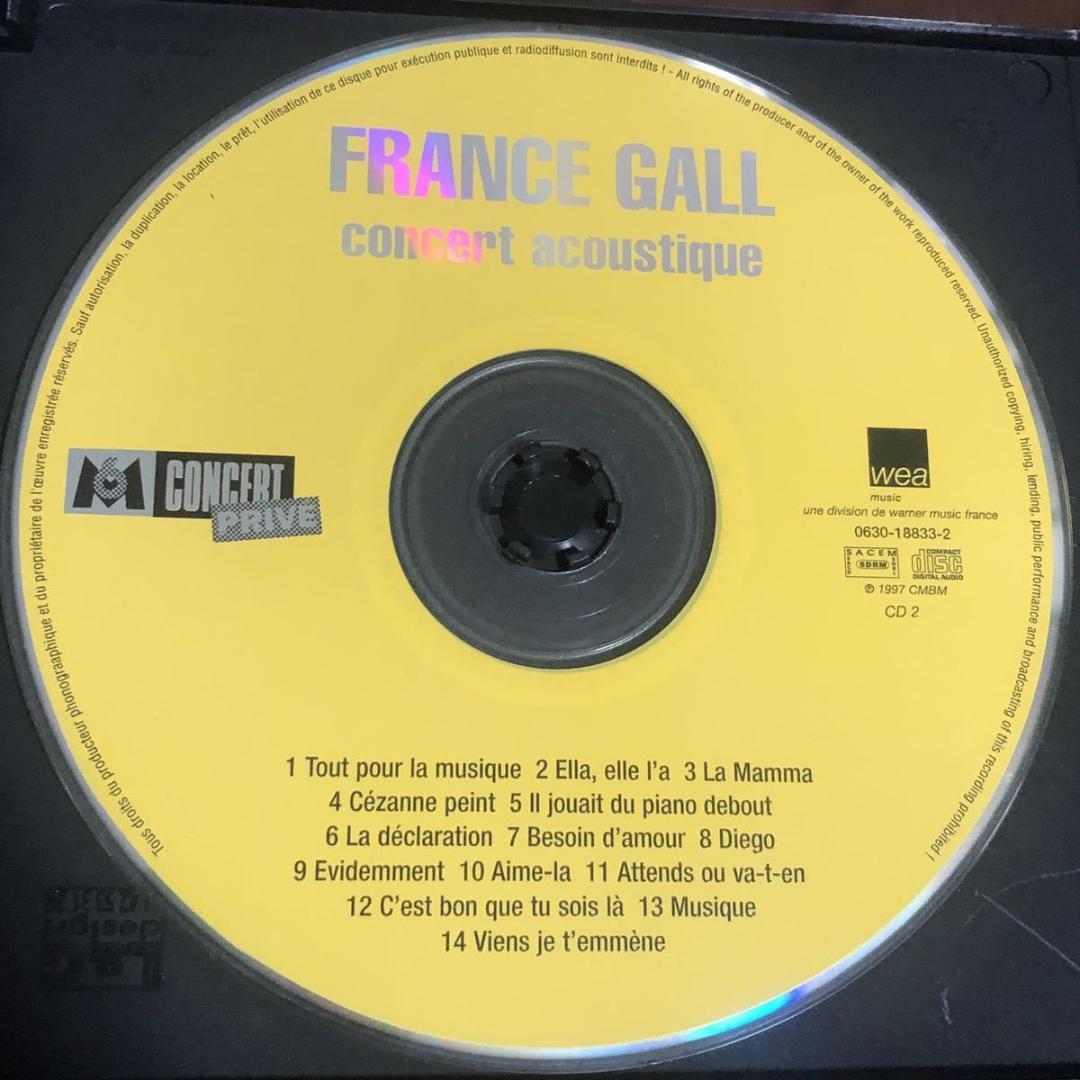 Tous droits du producteur phonographique et du propriétaire de l'œuvre enregistrée réservés. Sauf autorisation, la duplication, la location, le prêt, l'utilisation de ce disque pour exécution publique et radiodiffusion sont interdits ! - All rights of the producer and of the owner of the work reproduced reserved. Unauthorized copying, hiring, lending, public performance and broadcasting of this recording prohibited !
FRANCE GALL
concert acoustique
M6 CONCERT
PRIVÉ
wea
music
une division de warner music france
0630-18833-2
SACEM
SDRM
COMPACT
disc
DIGITAL AUDIO
℗ 1997 CMBM
CD 2
1 Tout pour la musique 2 Ella, elle l'a 3 La Mamma
4 Cézanne peint 5 Il jouait du piano debout
6 La déclaration 7 Besoin d'amour 8 Diego
9 Evidemment 10 Aime-la 11 Attends ou va-t-en
12 C'est bon que tu sois là 13 Musique
14 Viens je t'emmène